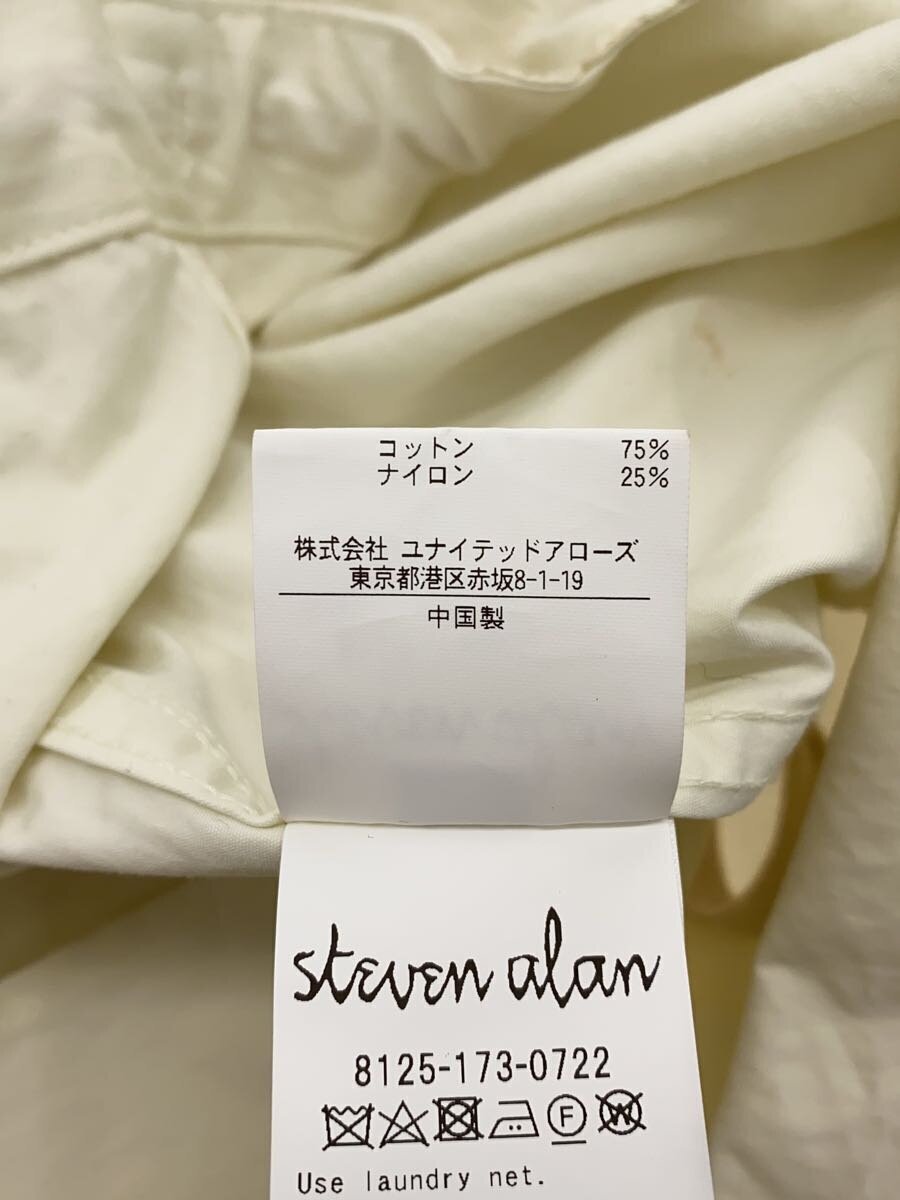 コットン 75%
ナイロン 25%
株式会社 ユナイテッドアローズ
東京都港区赤坂8-1-19
中国製
steven alan
8125-173-0722
F W
Use laundry net.